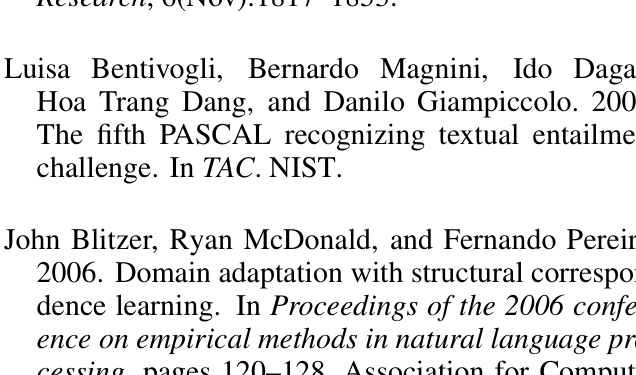 Research, 6(Nov):1817–1853.
Luisa Bentivogli, Bernardo Magnini, Ido Daga
Hoa Trang Dang, and Danilo Giampiccolo. 200
The fifth PASCAL recognizing textual entailme
challenge. In TAC. NIST.
John Blitzer, Ryan McDonald, and Fernando Pereir
2006. Domain adaptation with structural correspo
dence learning. In Proceedings of the 2006 confe
ence on empirical methods in natural language pro
cessing, pages 120–128. Association for Comput